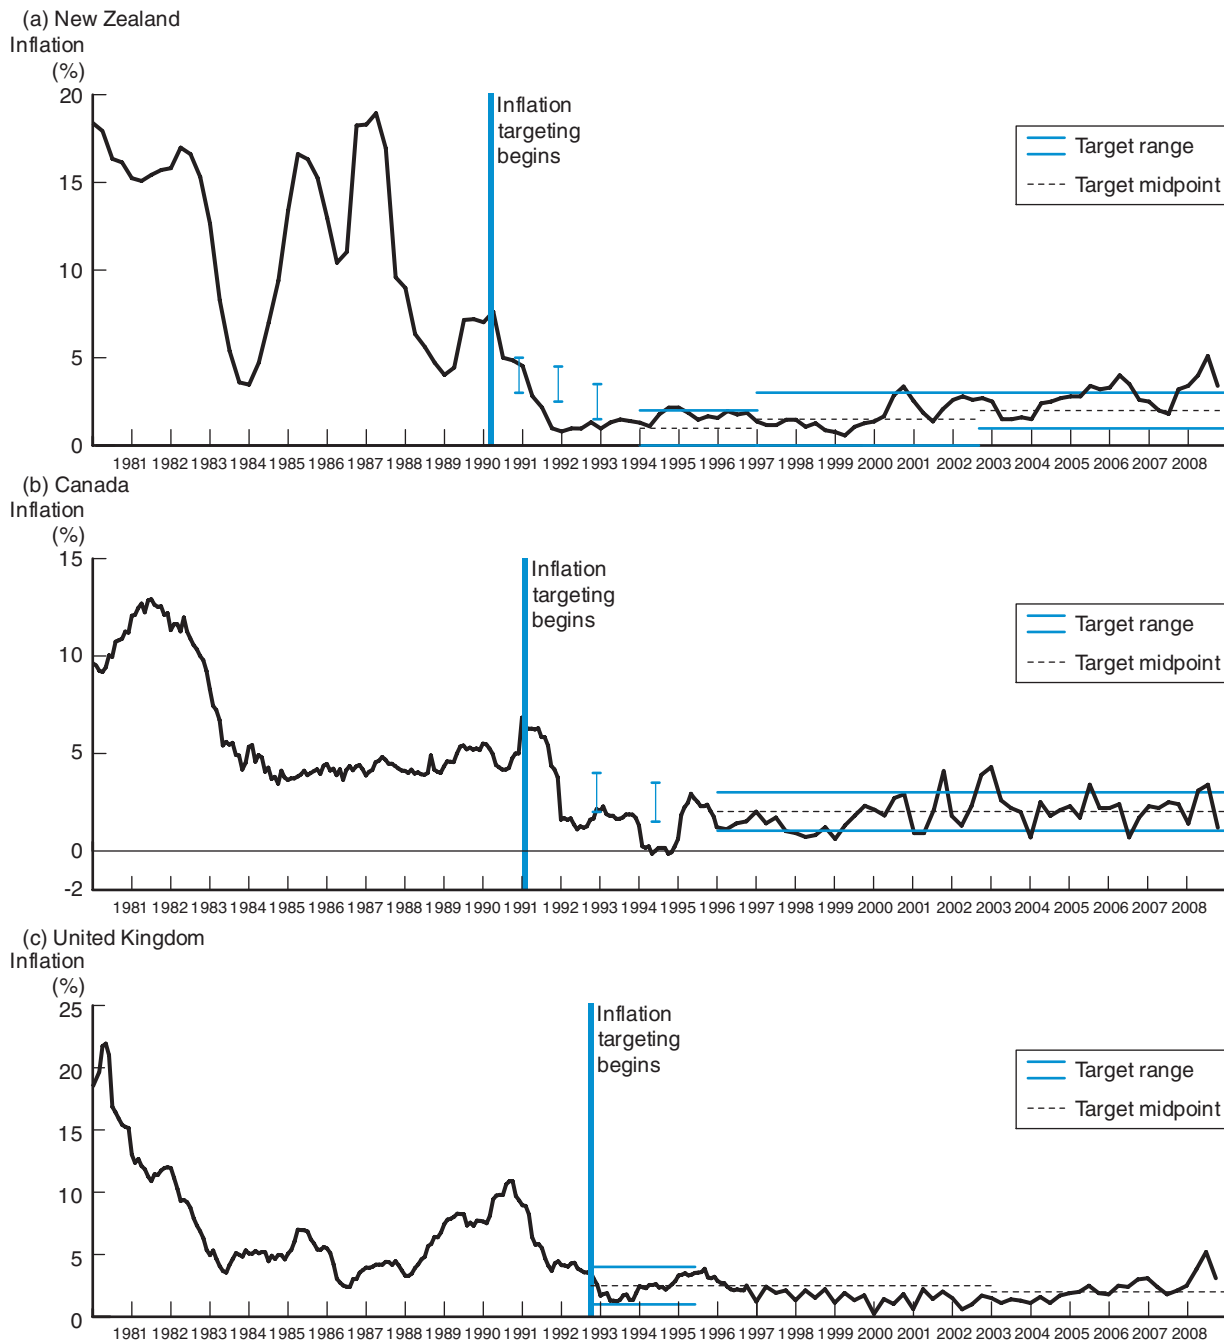 (a) New Zealand
Inflation
(%)
20
15
10
5
0
Inflation
targeting
begins
Target range
Target midpoint
1981 1982 1983 1984 1985 1986 1987 1988 1989 1990 1991 1992 1993 1994 1995 1996 1997 1998 1999 2000 2001 2002 2003 2004 2005 2006 2007 2008
(b) Canada
Inflation
(%)
15
10
5
0
-2
Inflation
targeting
begins
Target range
Target midpoint
1981 1982 1983 1984 1985 1986 1987 1988 1989 1990 1991 1992 1993 1994 1995 1996 1997 1998 1999 2000 2001 2002 2003 2004 2005 2006 2007 2008
(c) United Kingdom
Inflation
(%)
25
20
15
10
5
0
Inflation
targeting
begins
Target range
Target midpoint
1981 1982 1983 1984 1985 1986 1987 1988 1989 1990 1991 1992 1993 1994 1995 1996 1997 1998 1999 2000 2001 2002 2003 2004 2005 2006 2007 2008